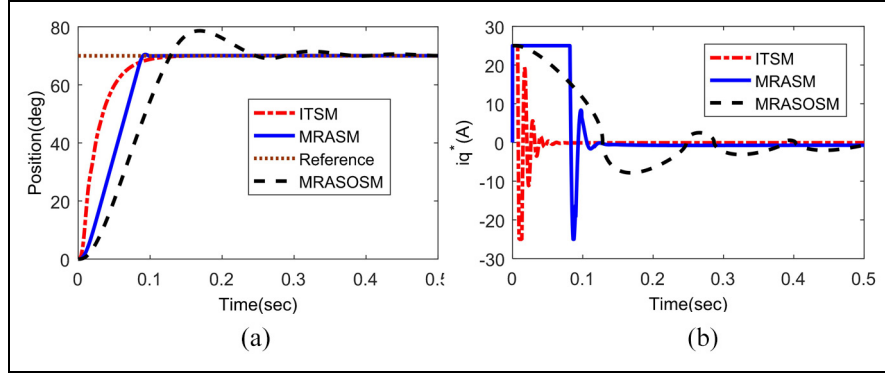 80
60
40
20
0
Position(deg)
ITSM
MRASM
Reference
MRASOSM
0 0.1 0.2 0.3 0.4 0.5
Time(sec)
(a)
30
20
10
0
-10
-20
-30
iq* (A)
ITSM
MRASM
MRASOSM
0 0.1 0.2 0.3 0.4 0.5
Time(sec)
(b)